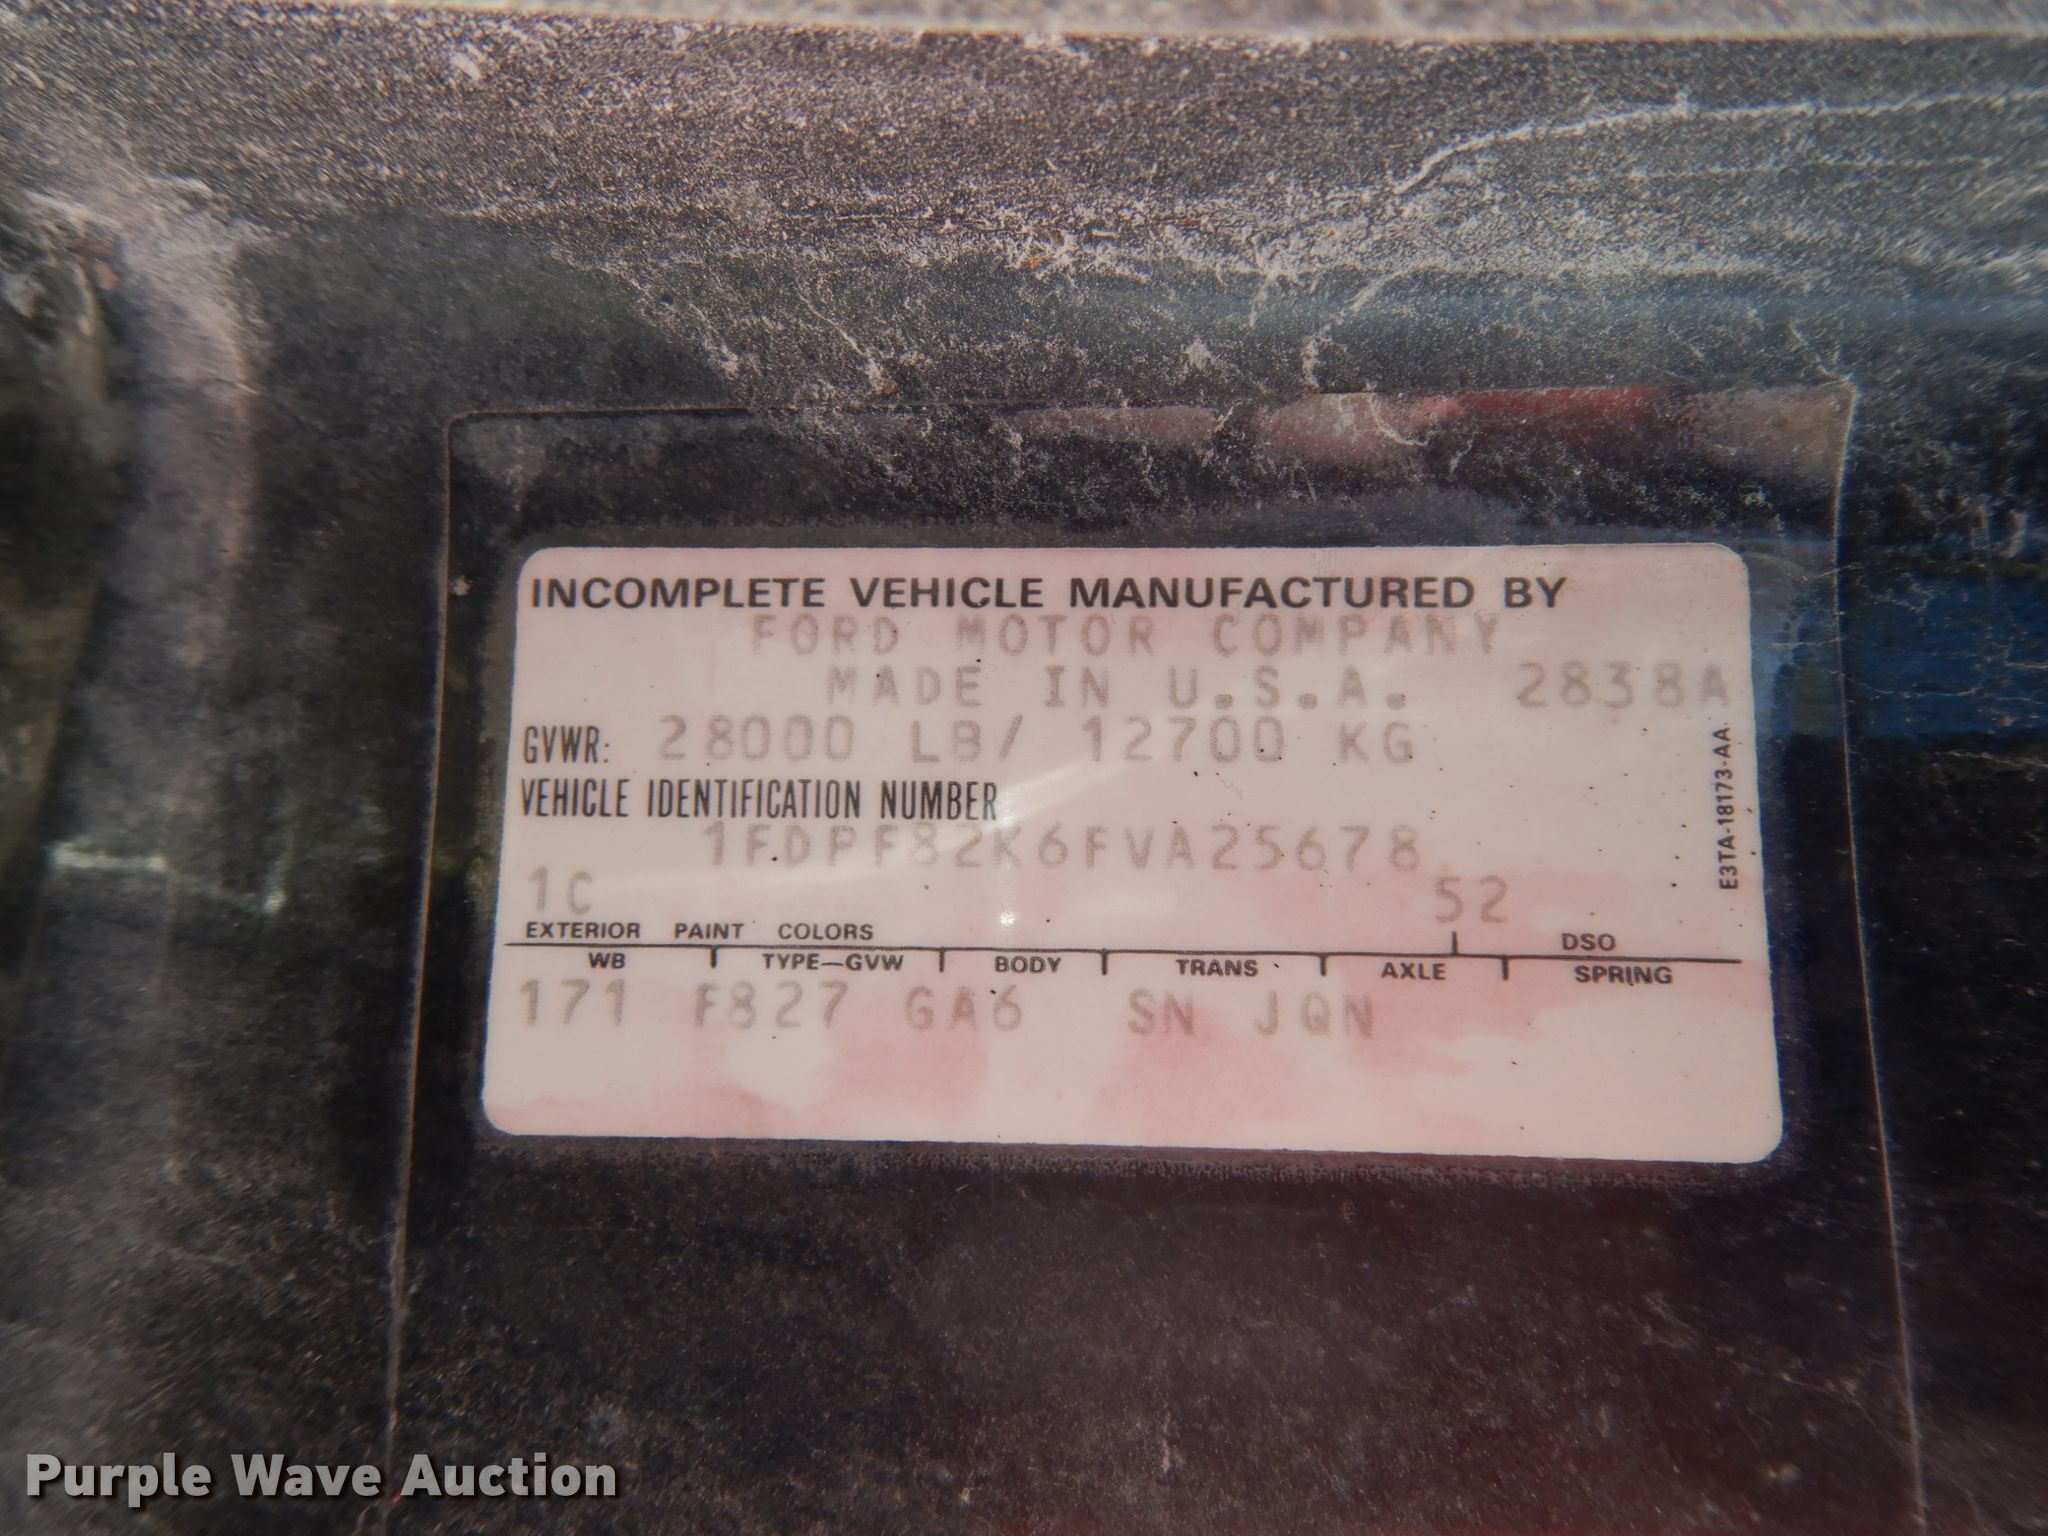 INCOMPLETE VEHICLE MANUFACTURED BY
FORD MOTOR COMPANY
MADE IN U.S.A. 2838A
GVWR: 28000 LB/ 12700 KG
VEHICLE IDENTIFICATION NUMBER
1FDPF82K6FVA25678
E3TA-18173-AA
1C 52
EXTERIOR PAINT COLORS DSO
WB TYPE-GVW BODY TRANS AXLE SPRING
171 F827 GA6 SN JQN
Purple Wave Auction